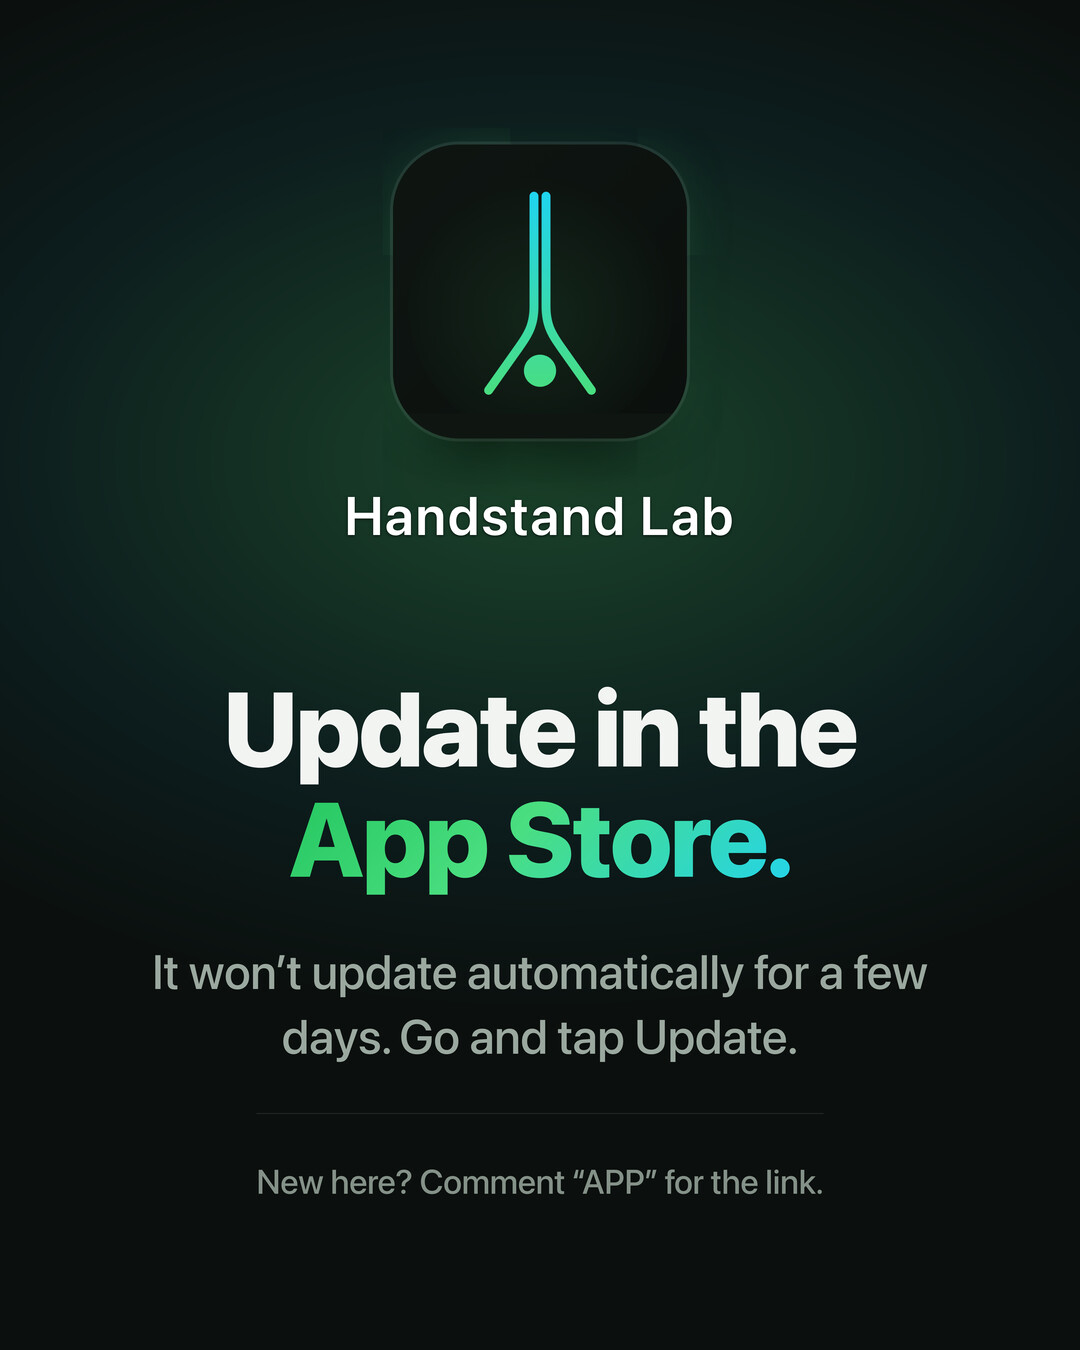 Handstand Lab
Update in the
App Store.
It won’t update automatically for a few
days. Go and tap Update.
New here? Comment “APP” for the link.